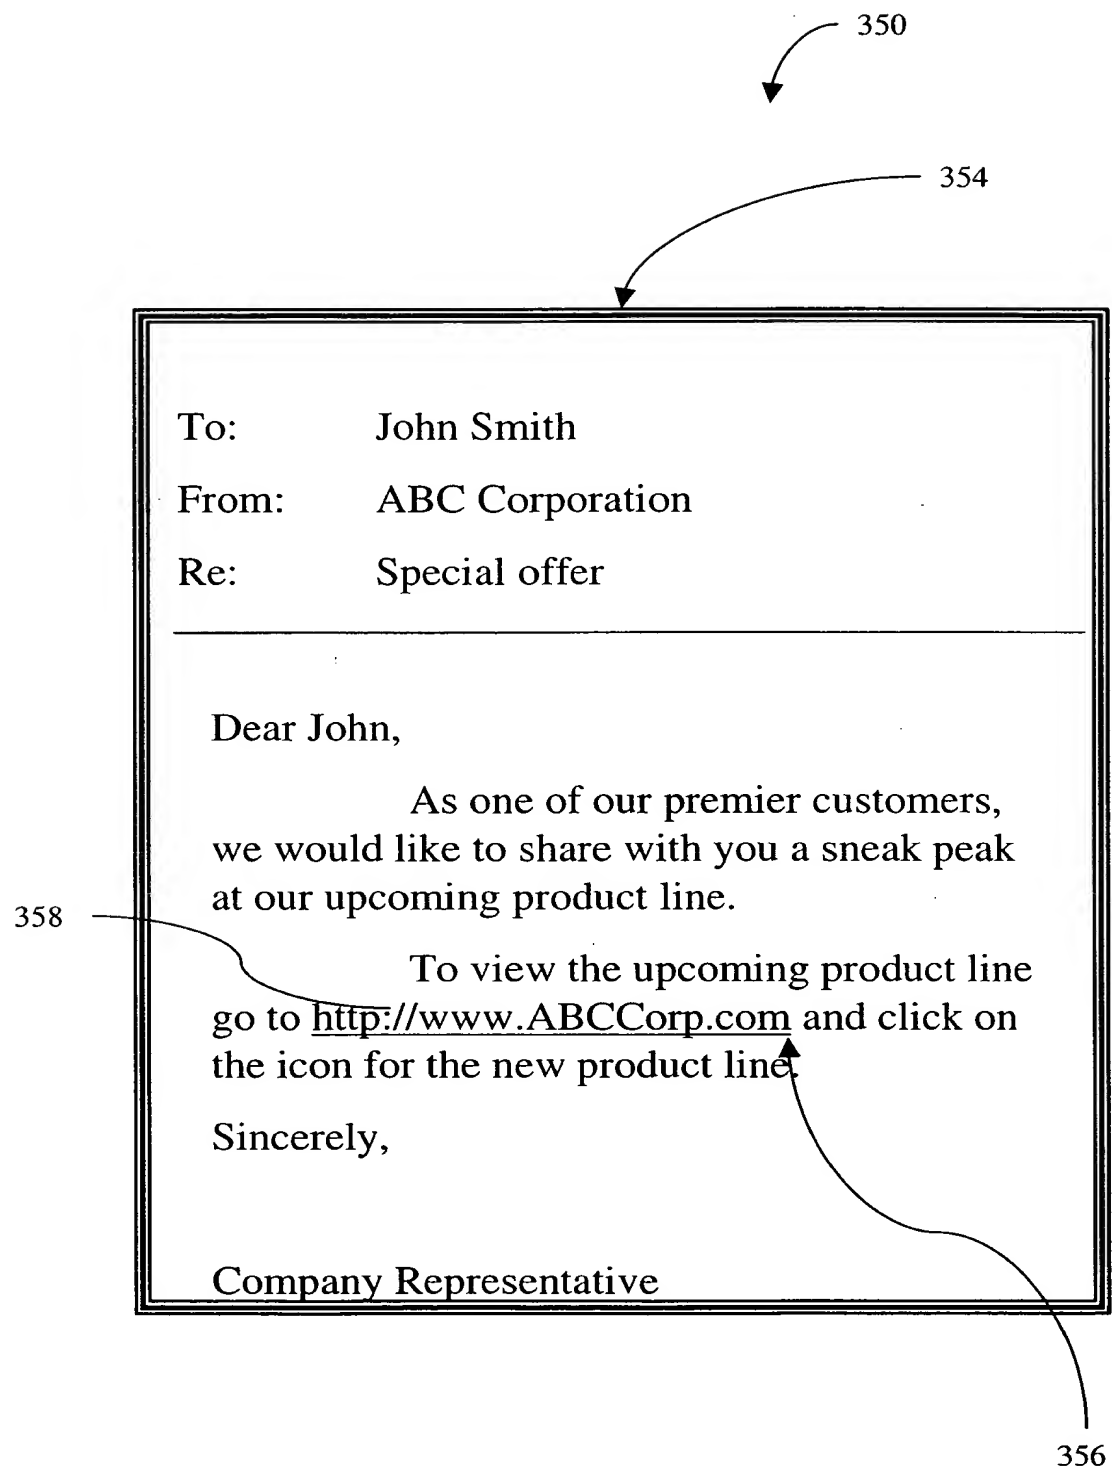 350
354
To: John Smith
From: ABC Corporation
Re: Special offer
Dear John,
As one of our premier customers,
we would like to share with you a sneak peak
at our upcoming product line.
358
To view the upcoming product line
go to http://www.ABCCorp.com and click on
the icon for the new product line.
Sincerely,
Company Representative
356